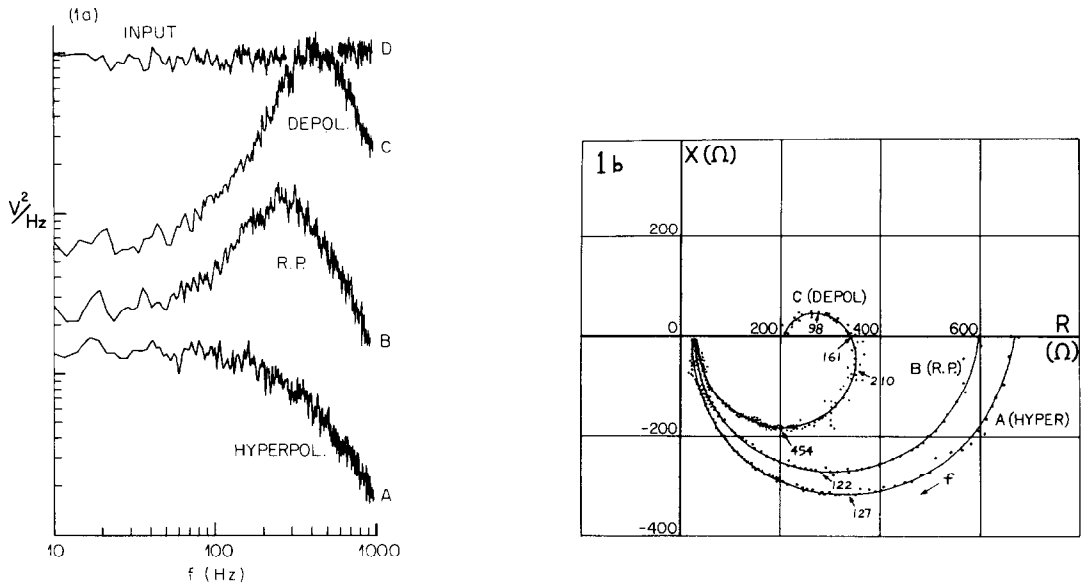 (1a)
INPUT
D
DEPOL.
C
V²/Hz
R.P.
B
HYPERPOL.
A
10
100
1000
f (Hz)
1b
X(Ω)
200
C (DEPOL)
0
200
98
400
600
R
(Ω)
161
B (R.P.)
210
A (HYPER)
-200
454
122
f
127
-400